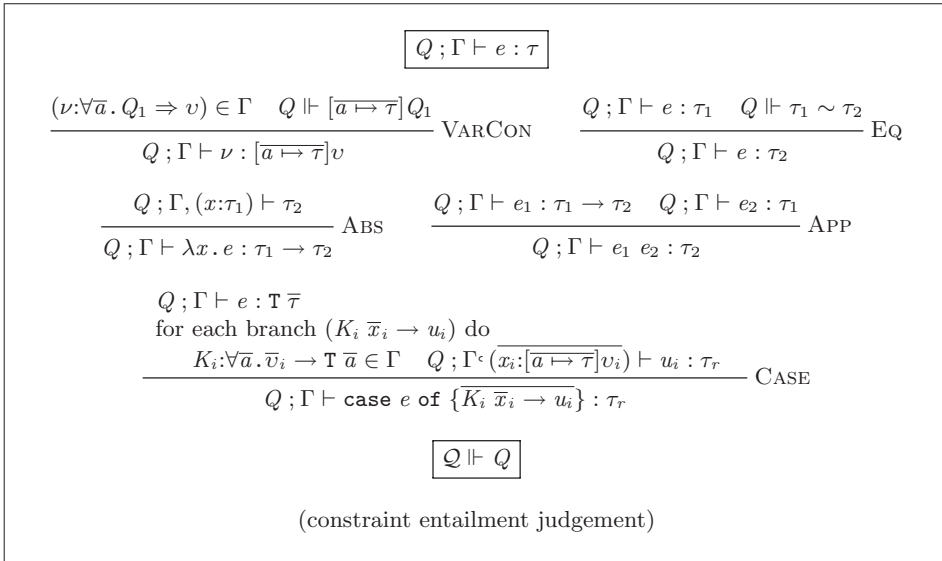 Q ; Γ ⊢ e : τ
(ν:∀a̅ . Q₁ ⇒ υ) ∈ Γ    Q ⊩ [a̅ ↦ τ̅]Q₁
Q ; Γ ⊢ ν : [a̅ ↦ τ̅]υ
VarCon
Q ; Γ ⊢ e : τ₁    Q ⊩ τ₁ ∼ τ₂
Q ; Γ ⊢ e : τ₂
Eq
Q ; Γ, (x:τ₁) ⊢ τ₂
Q ; Γ ⊢ λx . e : τ₁ → τ₂
Abs
Q ; Γ ⊢ e₁ : τ₁ → τ₂    Q ; Γ ⊢ e₂ : τ₁
Q ; Γ ⊢ e₁ e₂ : τ₂
App
Q ; Γ ⊢ e : T τ̅
for each branch (Kᵢ x̅ᵢ → uᵢ) do
Kᵢ:∀a̅ . υ̅ᵢ → T a̅ ∈ Γ    Q ; Γ (xᵢ:[a̅ ↦ τ̅]υᵢ) ⊢ uᵢ : τᵣ
Q ; Γ ⊢ case e of {Kᵢ x̅ᵢ → uᵢ} : τᵣ
Case
𝒬 ⊩ Q
(constraint entailment judgement)